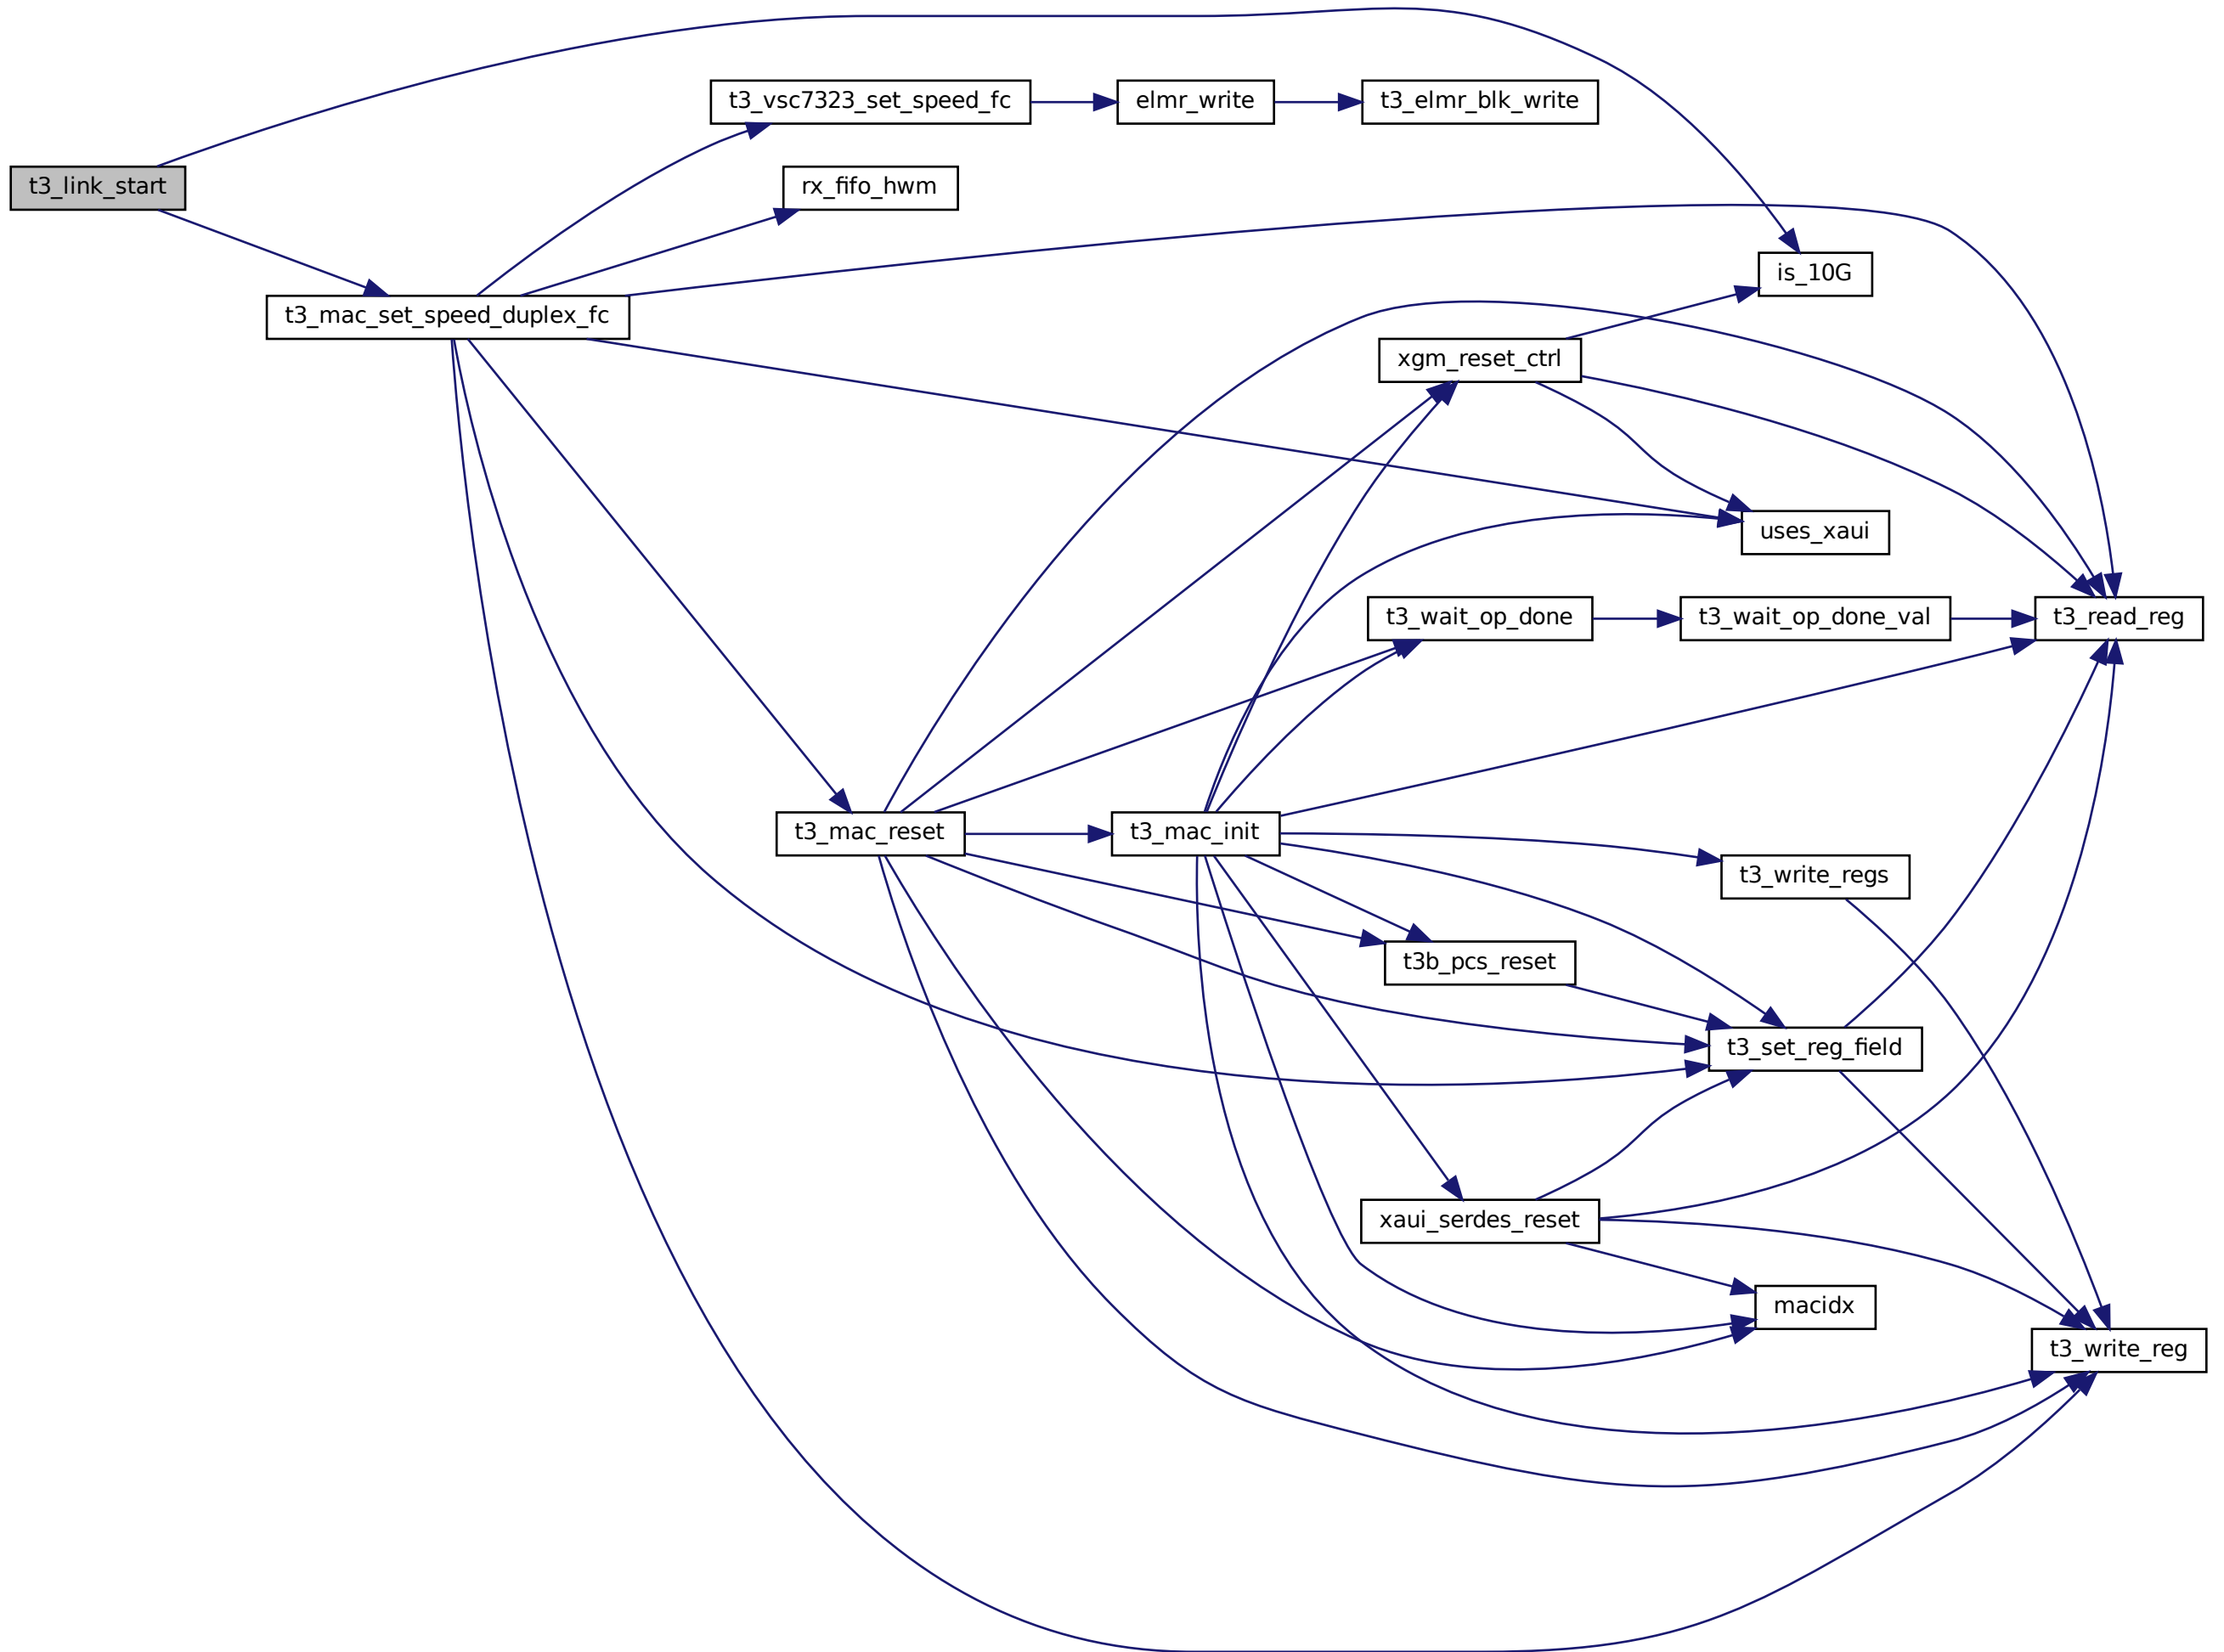 t3_vsc7323_set_speed_fc
elmr_write
t3_elmr_blk_write
t3_link_start
rx_fifo_hwm
is_10G
t3_mac_set_speed_duplex_fc
xgm_reset_ctrl
uses_xaui
t3_wait_op_done
t3_wait_op_done_val
t3_read_reg
t3_mac_reset
t3_mac_init
t3_write_regs
t3b_pcs_reset
t3_set_reg_field
xaui_serdes_reset
macidx
t3_write_reg